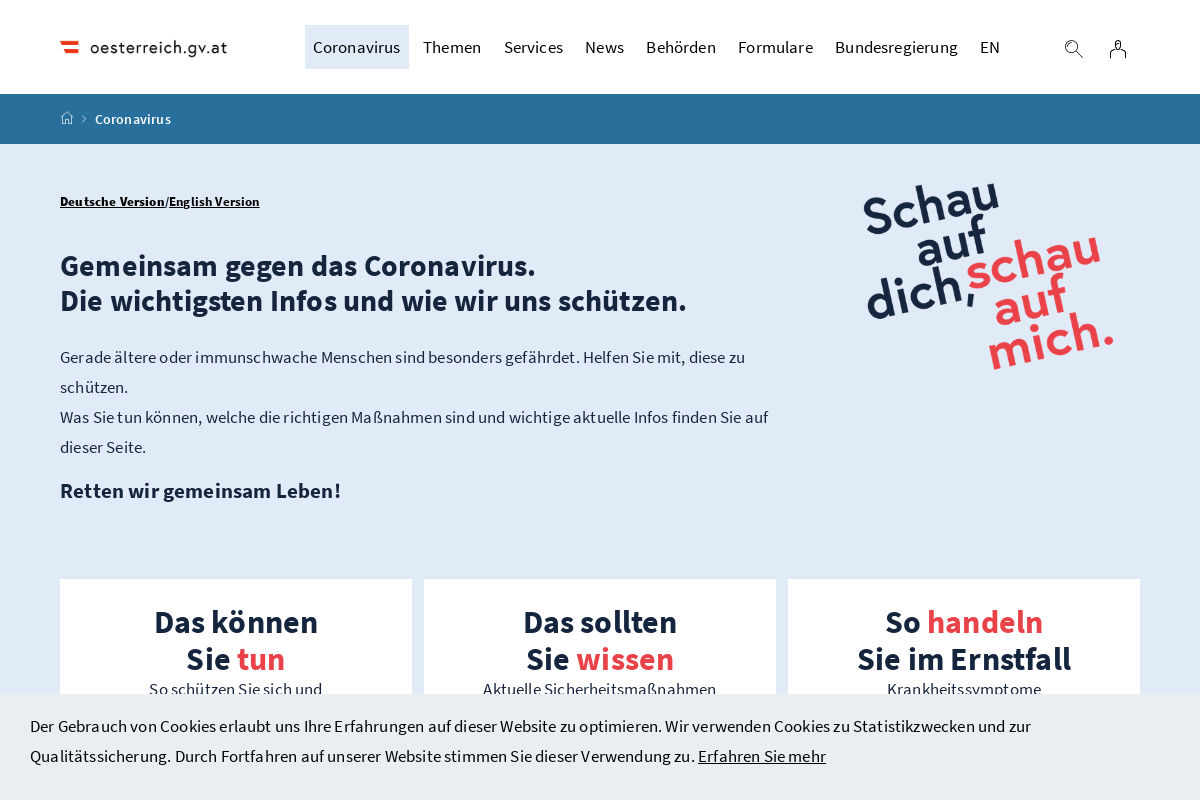 oesterreich.gv.at
Coronavirus Themen Services News Behörden Formulare Bundesregierung EN
Coronavirus
Deutsche Version/English Version
Gemeinsam gegen das Coronavirus.
Die wichtigsten Infos und wie wir uns schützen.
Gerade ältere oder immunschwache Menschen sind besonders gefährdet. Helfen Sie mit, diese zu
schützen.
Was Sie tun können, welche die richtigen Maßnahmen sind und wichtige aktuelle Infos finden Sie auf
dieser Seite.
Retten wir gemeinsam Leben!
Schau
auf
dich, schau
auf
mich.
Das können
Sie tun
So schützen Sie sich und
Das sollten
Sie wissen
Aktuelle Sicherheitsmaßnahmen
So handeln
Sie im Ernstfall
Krankheitssymptome
Der Gebrauch von Cookies erlaubt uns Ihre Erfahrungen auf dieser Website zu optimieren. Wir verwenden Cookies zu Statistikzwecken und zur
Qualitätssicherung. Durch Fortfahren auf unserer Website stimmen Sie dieser Verwendung zu. Erfahren Sie mehr